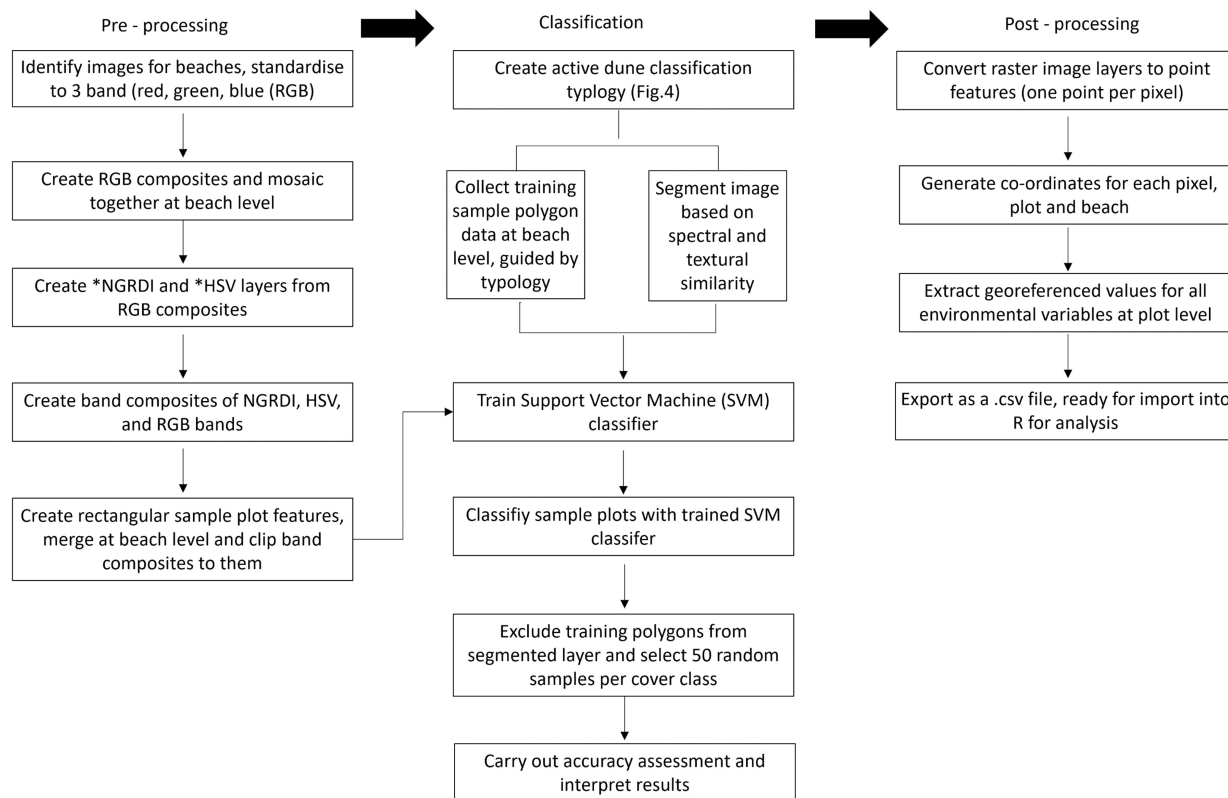 Pre - processing
Identify images for beaches, standardise
to 3 band (red, green, blue (RGB)
Create RGB composites and mosaic
together at beach level
Create *NGRDI and *HSV layers from
RGB composites
Create band composites of NGRDI, HSV,
and RGB bands
Create rectangular sample plot features,
merge at beach level and clip band
composites to them
Classification
Create active dune classification
typlogy (Fig.4)
Collect training
sample polygon
data at beach
level, guided by
typology
Segment image
based on
spectral and
textural
similarity
Train Support Vector Machine (SVM)
classifier
Classifiy sample plots with trained SVM
classifer
Exclude training polygons from
segmented layer and select 50 random
samples per cover class
Carry out accuracy assessment and
interpret results
Post - processing
Convert raster image layers to point
features (one point per pixel)
Generate co-ordinates for each pixel,
plot and beach
Extract georeferenced values for all
environmental variables at plot level
Export as a .csv file, ready for import into
R for analysis